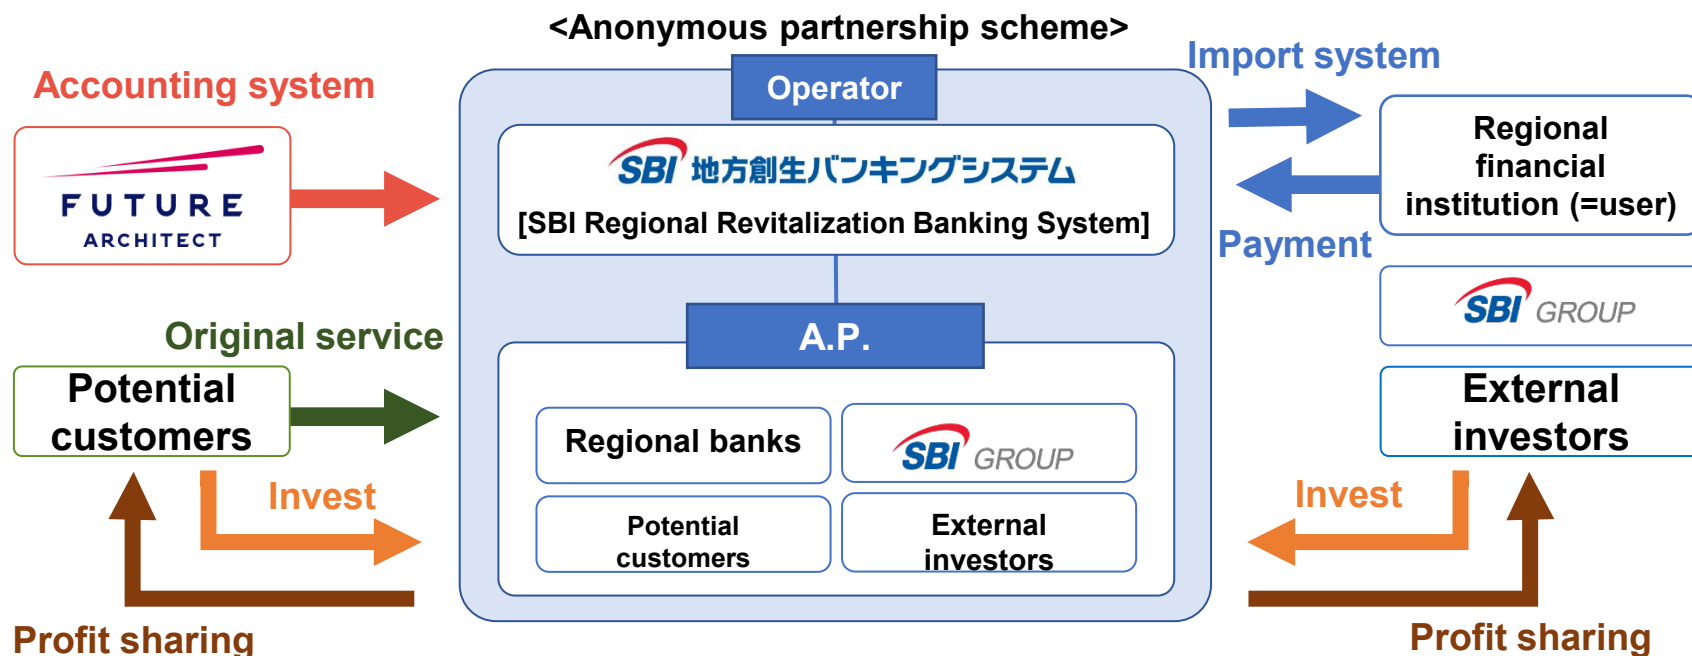 <Anonymous partnership scheme>
Accounting system
FUTURE
ARCHITECT
Operator
SBI 地方創生バンキングシステム
[SBI Regional Revitalization Banking System]
Import system
Regional
financial
institution (=user)
Payment
SBI GROUP
Original service
Potential
customers
A.P.
Regional banks
SBI GROUP
Potential
customers
External
investors
External
investors
Invest
Invest
Profit sharing
Profit sharing